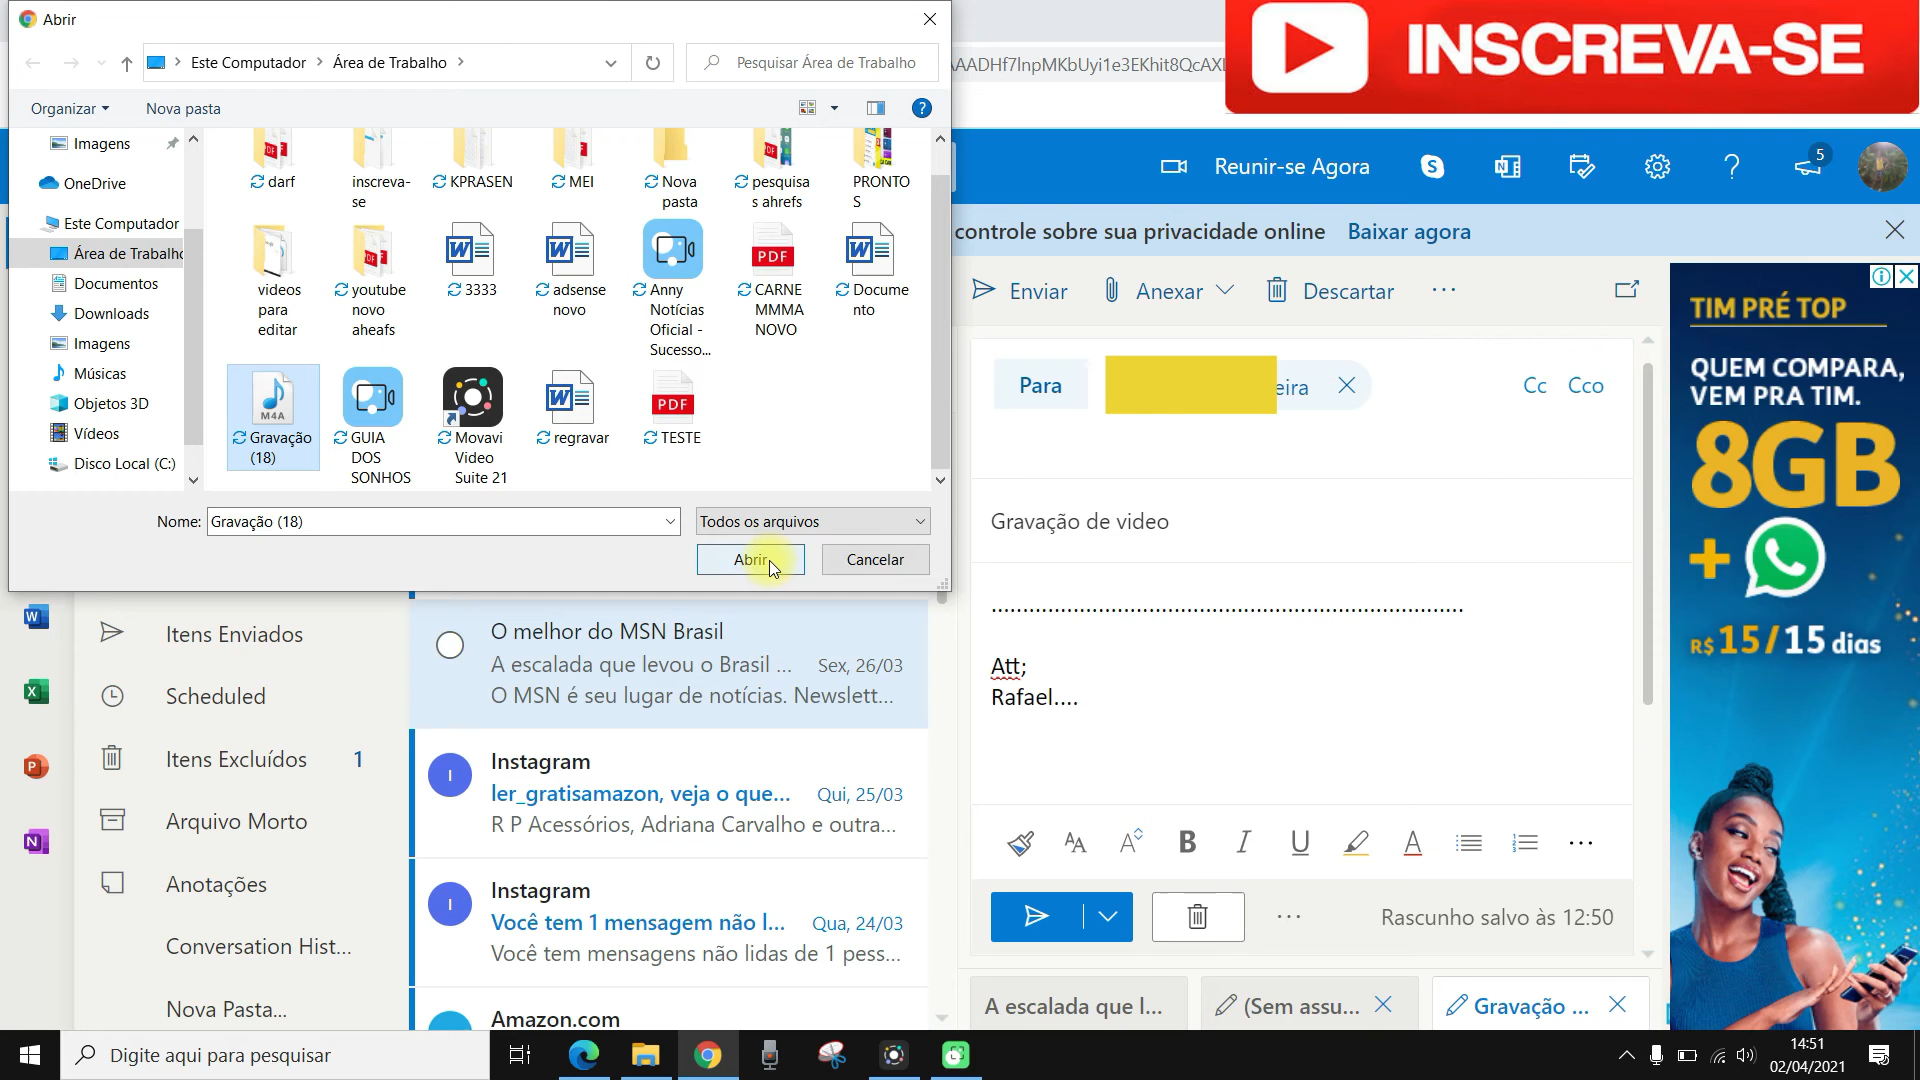 Abrir
Este Computador
Área de Trabalho
Pesquisar Área de Trabalho
Organizar
Nova pasta
?
Imagens
OneDrive
Este Computador
Área de Trabalho
Documentos
Downloads
Imagens
Músicas
Objetos 3D
Vídeos
Disco Local (C:)
darf
inscreva-
se
KPRASEN
MEI
Nova
pasta
pesquisa
s ahrefs
PRONTO
S
videos
para
editar
youtube
novo
aheafs
3333
adsense
novo
Anny
Notícias
Oficial -
Sucesso...
PDF
CARNE
MMMA
NOVO
Docume
nto
M4A
Gravação
(18)
GUIA
DOS
SONHOS
Movavi
Video
Suite 21
regravar
PDF
TESTE
Nome:
Gravação (18)
Todos os arquivos
Abrir
Cancelar
INSCREVA-SE
Reunir-se Agora
5
controle sobre sua privacidade online
Baixar agora
Enviar
Anexar
Descartar
Para
eira
Cc
Cco
Gravação de video
Att;
Rafael....
Rascunho salvo às 12:50
A escalada que l...
(Sem assu...
Gravação ...
Itens Enviados
Scheduled
Itens Excluídos
1
Arquivo Morto
Anotações
Conversation Hist...
Nova Pasta...
O melhor do MSN Brasil
A escalada que levou o Brasil ...
Sex, 26/03
O MSN é seu lugar de notícias. Newslett...
I
Instagram
ler_gratisamazon, veja o que...
Qui, 25/03
R P Acessórios, Adriana Carvalho e outra...
I
Instagram
Você tem 1 mensagem não l...
Qua, 24/03
Você tem mensagens não lidas de 1 pess...
Amazon.com
TIM PRÉ TOP
QUEM COMPARA,
VEM PRA TIM.
8GB
+
R$ 15/15 dias
Digite aqui para pesquisar
14:51
02/04/2021